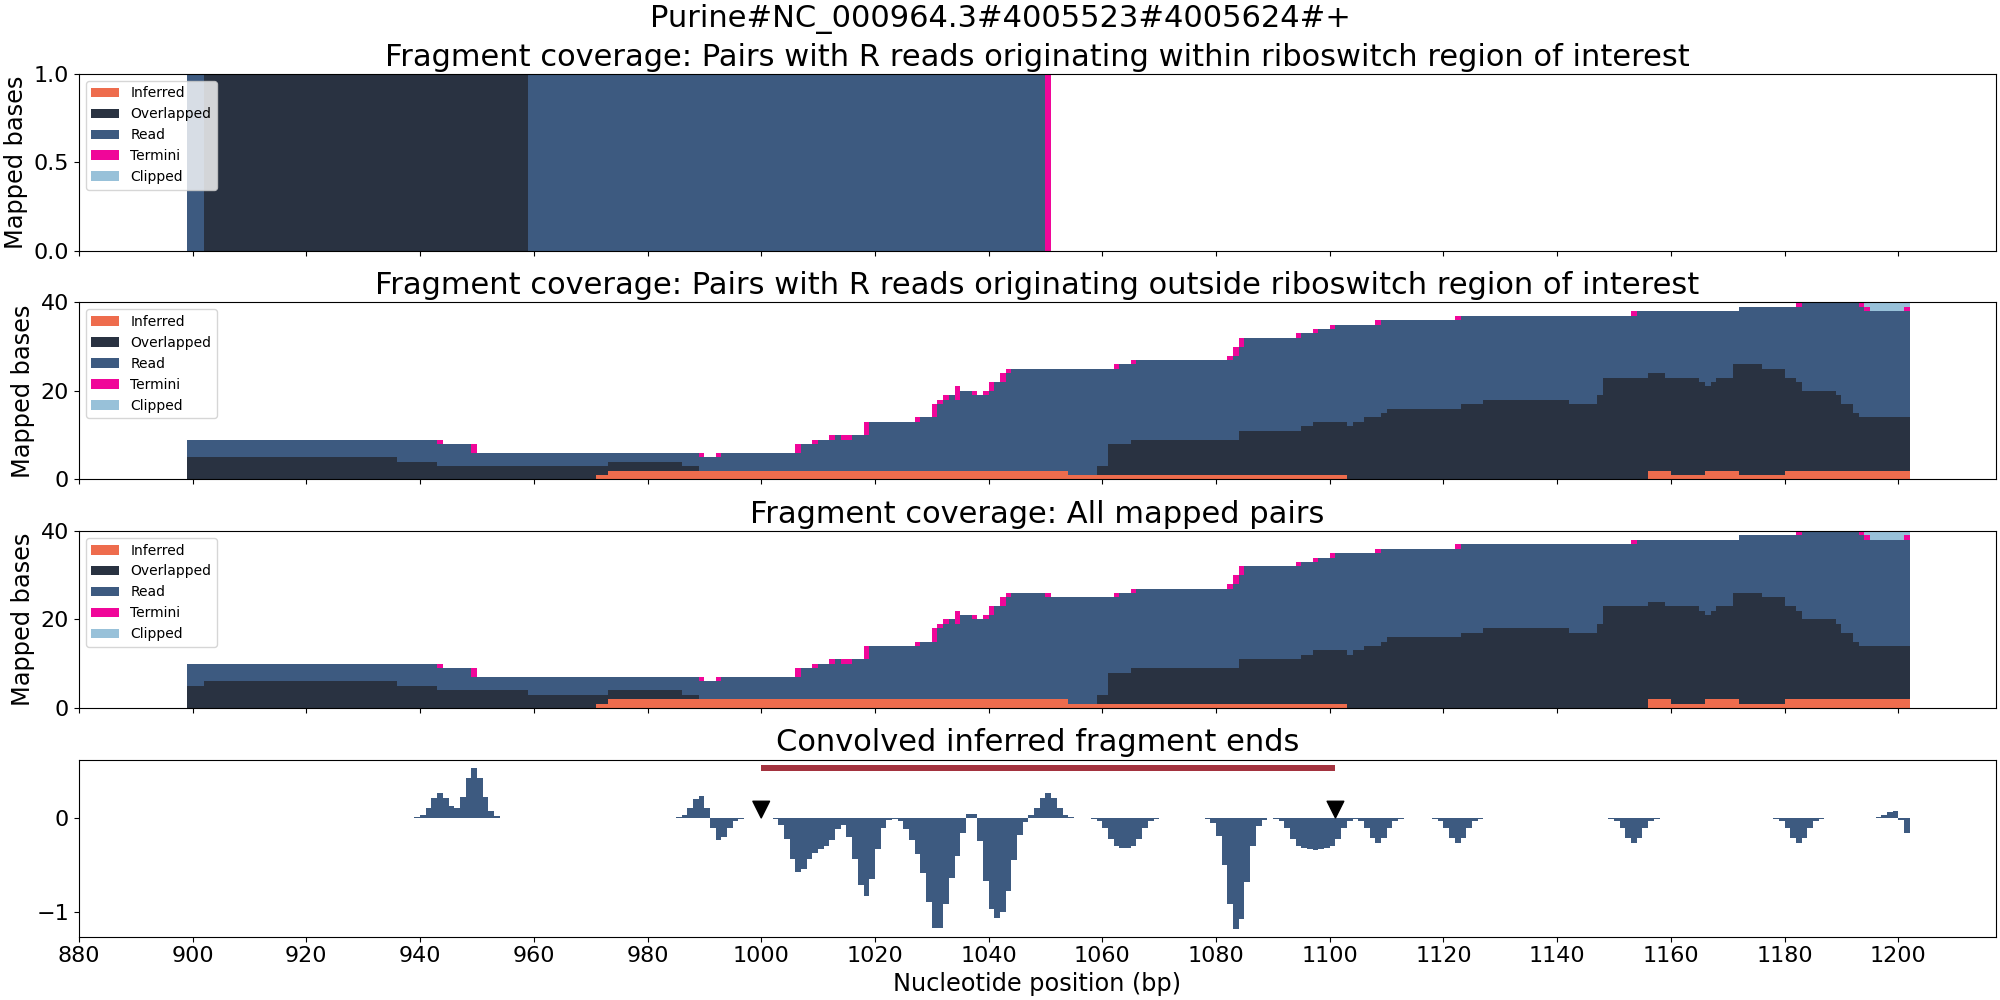 Purine#NC_000964.3#4005523#4005624#+
Fragment coverage: Pairs with R reads originating within riboswitch region of interest
Mapped bases
1.0
0.5
0.0
Inferred
Overlapped
Read
Termini
Clipped
Fragment coverage: Pairs with R reads originating outside riboswitch region of interest
Mapped bases
40
20
0
Inferred
Overlapped
Read
Termini
Clipped
Fragment coverage: All mapped pairs
Mapped bases
40
20
0
Inferred
Overlapped
Read
Termini
Clipped
Convolved inferred fragment ends
0
−1
880 900 920 940 960 980 1000 1020 1040 1060 1080 1100 1120 1140 1160 1180 1200
Nucleotide position (bp)